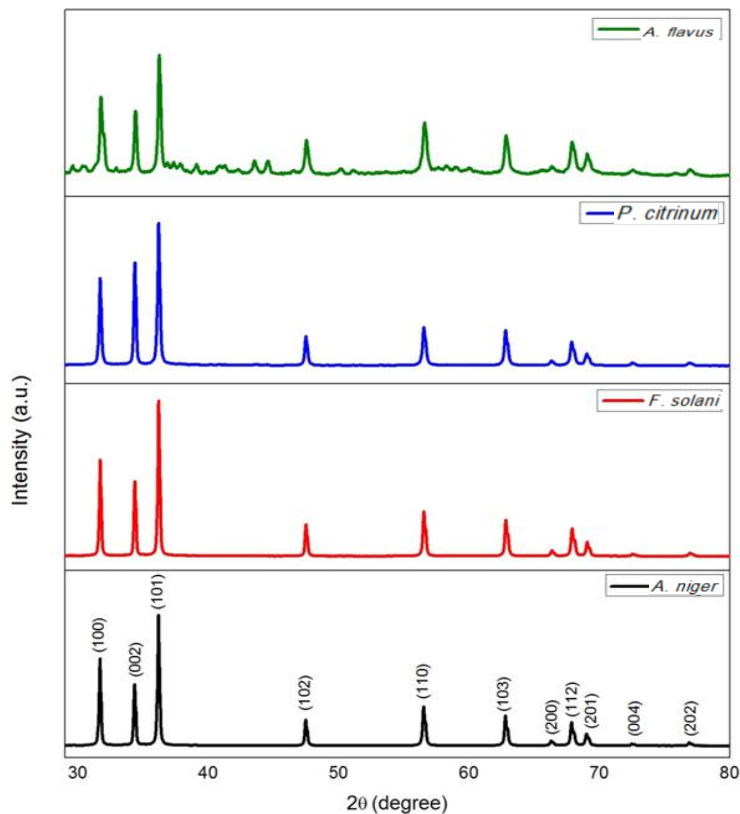 A. flavus
P. citrinum
F. solani
A. niger
Intensity (a.u.)
(100)
(002)
(101)
(102)
(110)
(103)
(200)
(112)
(201)
(004)
(202)
30 40 50 60 70 80
2θ (degree)